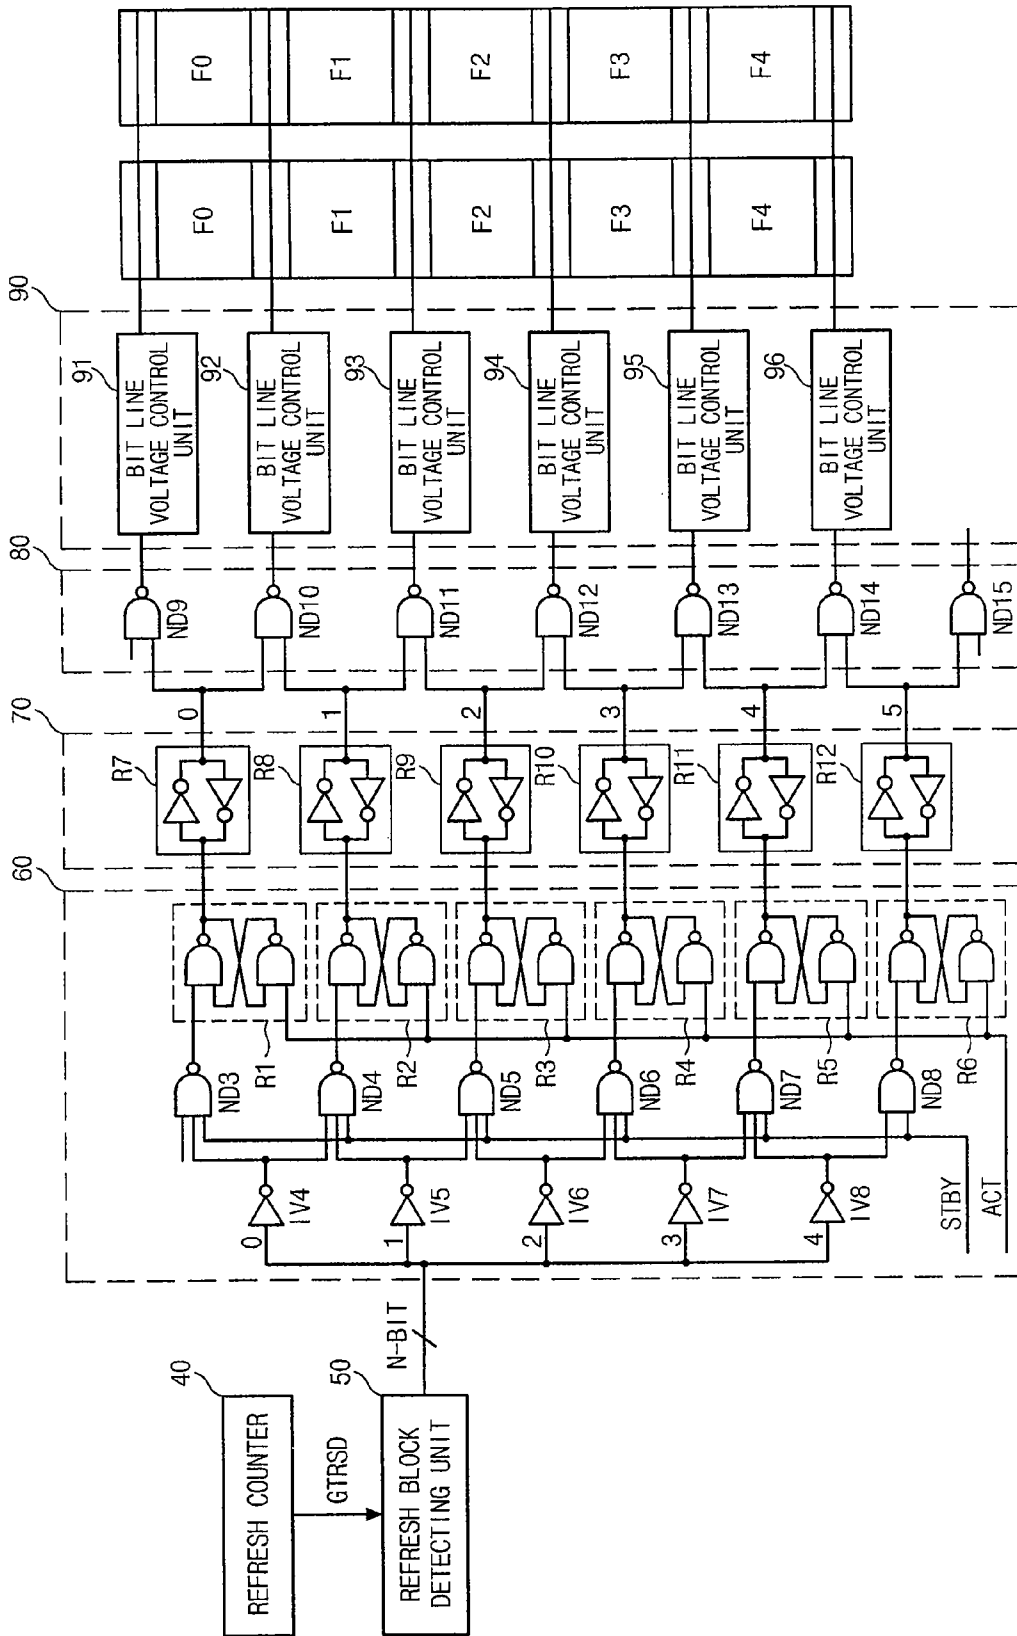 40
REFRESH COUNTER
GTRSD
50
REFRESH BLOCK
DETECTING UNIT
N-BIT
60
0
1
2
3
4
IV4
IV5
IV6
IV7
IV8
STBY
ACT
ND3
ND4
ND5
ND6
ND7
ND8
R1
R2
R3
R4
R5
R6
70
R7
R8
R9
R10
R11
R12
0
1
2
3
4
5
80
ND9
ND10
ND11
ND12
ND13
ND14
ND15
90
91
BIT LINE
VOLTAGE CONTROL
UNIT
92
BIT LINE
VOLTAGE CONTROL
UNIT
93
BIT LINE
VOLTAGE CONTROL
UNIT
94
BIT LINE
VOLTAGE CONTROL
UNIT
95
BIT LINE
VOLTAGE CONTROL
UNIT
96
BIT LINE
VOLTAGE CONTROL
UNIT
F0
F1
F2
F3
F4
F0
F1
F2
F3
F4